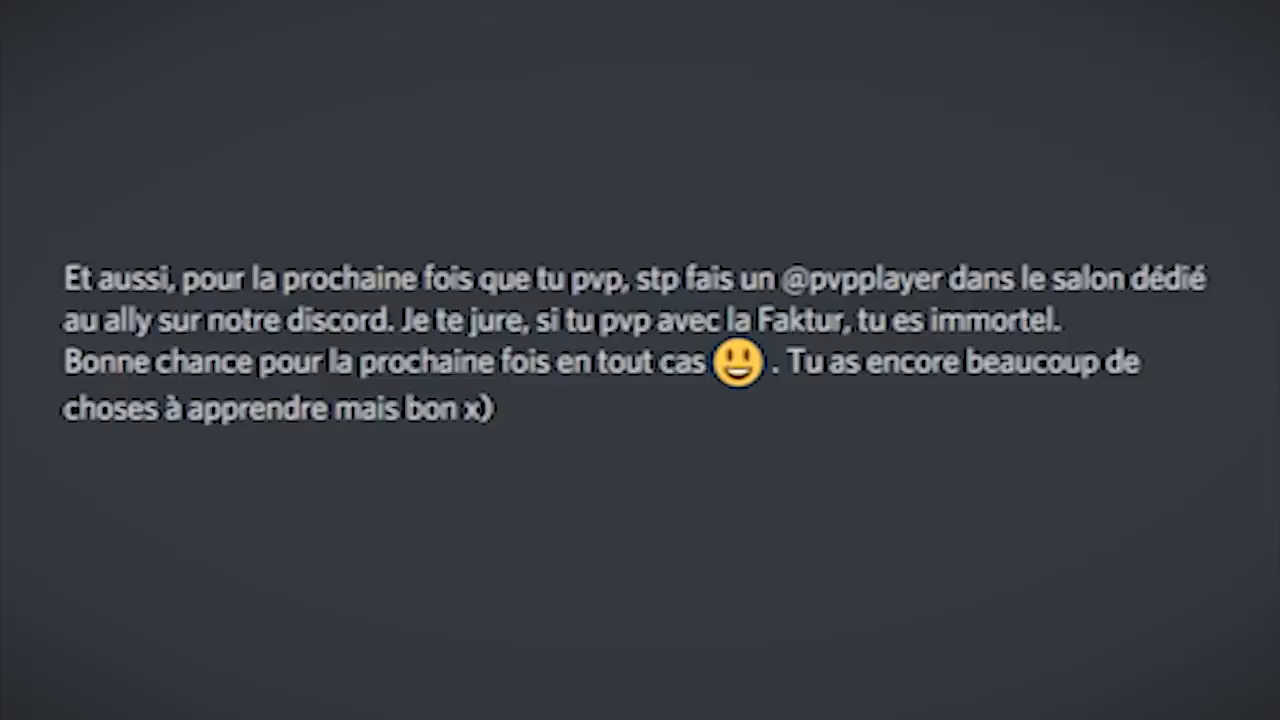 Et aussi, pour la prochaine fois que tu pvp, stp fais un @pvpplayer dans le salon dédié
au ally sur notre discord. Je te jure, si tu pvp avec la Faktur, tu es immortel.
Bonne chance pour la prochaine fois en tout cas 😃 . Tu as encore beaucoup de
choses à apprendre mais bon x)